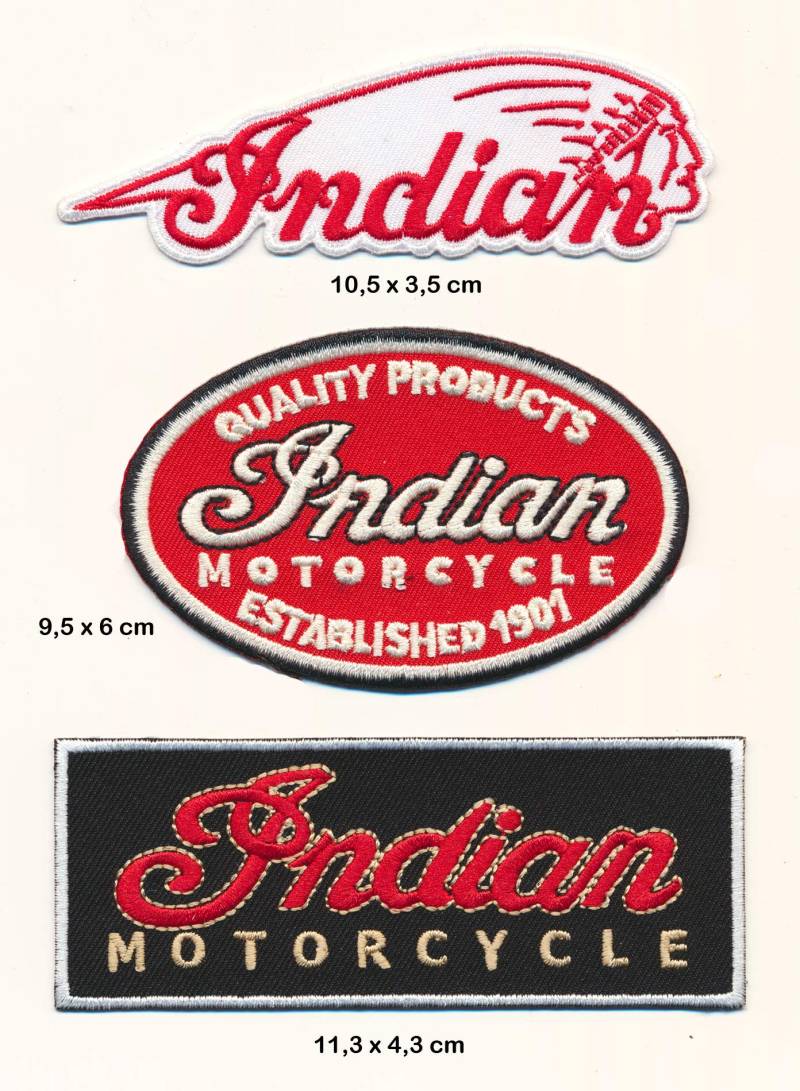 Indian
10,5 x 3,5 cm
QUALITY PRODUCTS
Indian
MOTORCYCLE
ESTABLISHED 1901
9,5 x 6 cm
Indian
MOTORCYCLE
11,3 x 4,3 cm